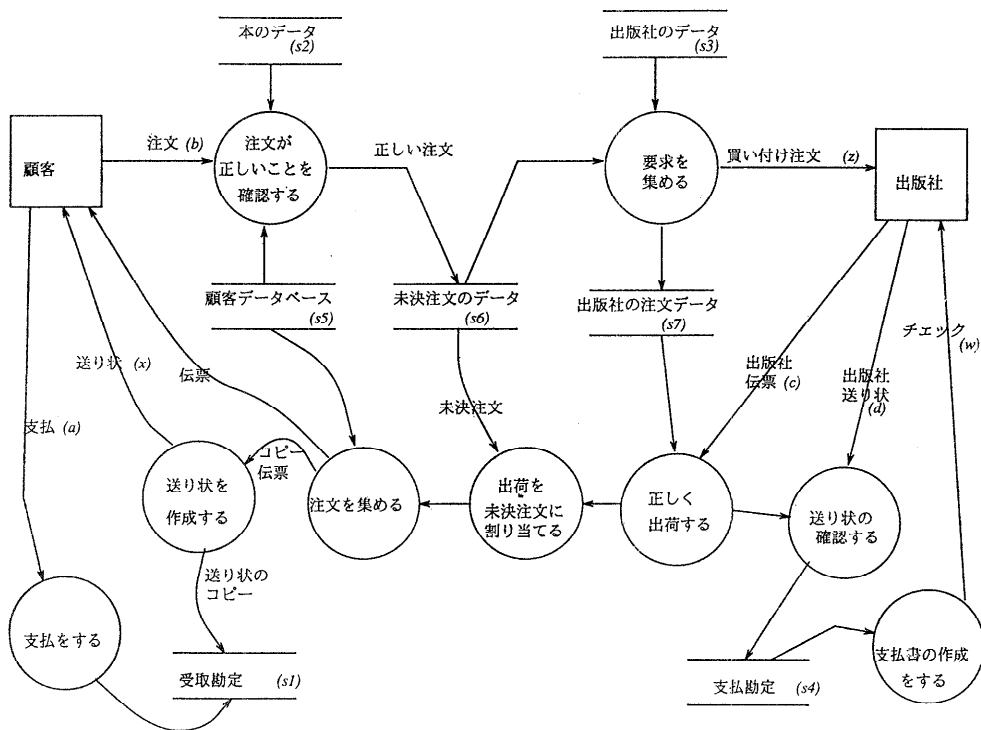 本のデータ
(s2)
出版社のデータ
(s3)
顧客
注文 (b)
注文が
正しいことを
確認する
正しい注文
要求を
集める
買い付け注文 (z)
出版社
顧客データベース
(s5)
未決注文のデータ
(s6)
出版社の注文データ
(s7)
チェック
(w)
送り状 (x)
伝票
出版社
伝票 (c)
出版社
送り状
(d)
未決注文
支払 (a)
コピー
伝票
送り状を
作成する
注文を集める
出荷を
未決注文に
割り当てる
正しく
出荷する
送り状の
確認する
送り状の
コピー
支払をする
支払書の作成
をする
受取勘定 (s1)
支払勘定 (s4)